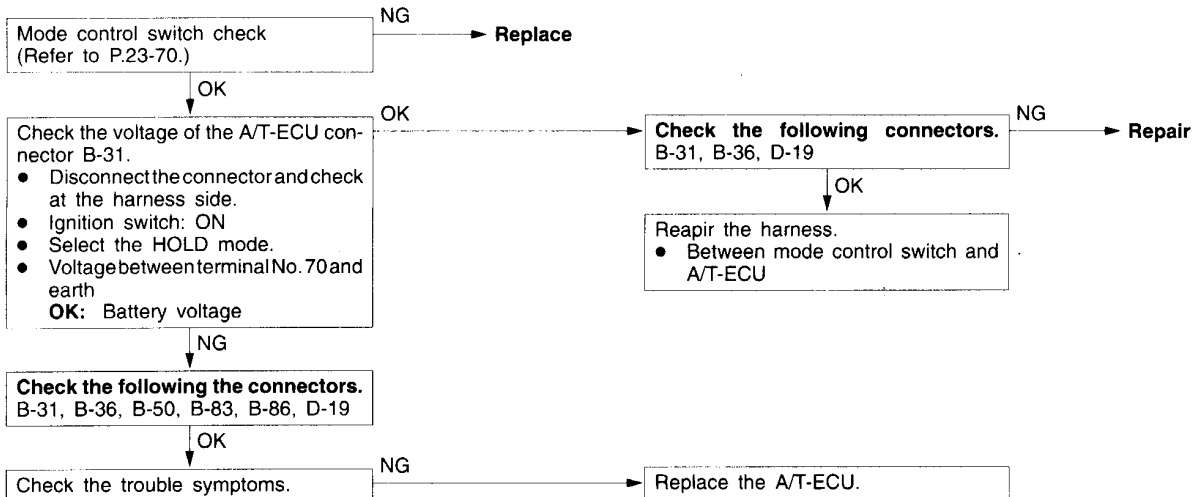 Mode control switch check
(Refer to P.23-70.)
NG
Replace
OK
Check the voltage of the A/T-ECU con-
nector B-31.
● Disconnect the connector and check
at the harness side.
● Ignition switch: ON
● Select the HOLD mode.
● Voltage between terminal No. 70 and
earth
OK: Battery voltage
OK
Check the following connectors.
B-31, B-36, D-19
NG
Repair
OK
Reapir the harness.
● Between mode control switch and
A/T-ECU
NG
Check the following the connectors.
B-31, B-36, B-50, B-83, B-86, D-19
OK
Check the trouble symptoms.
NG
Replace the A/T-ECU.